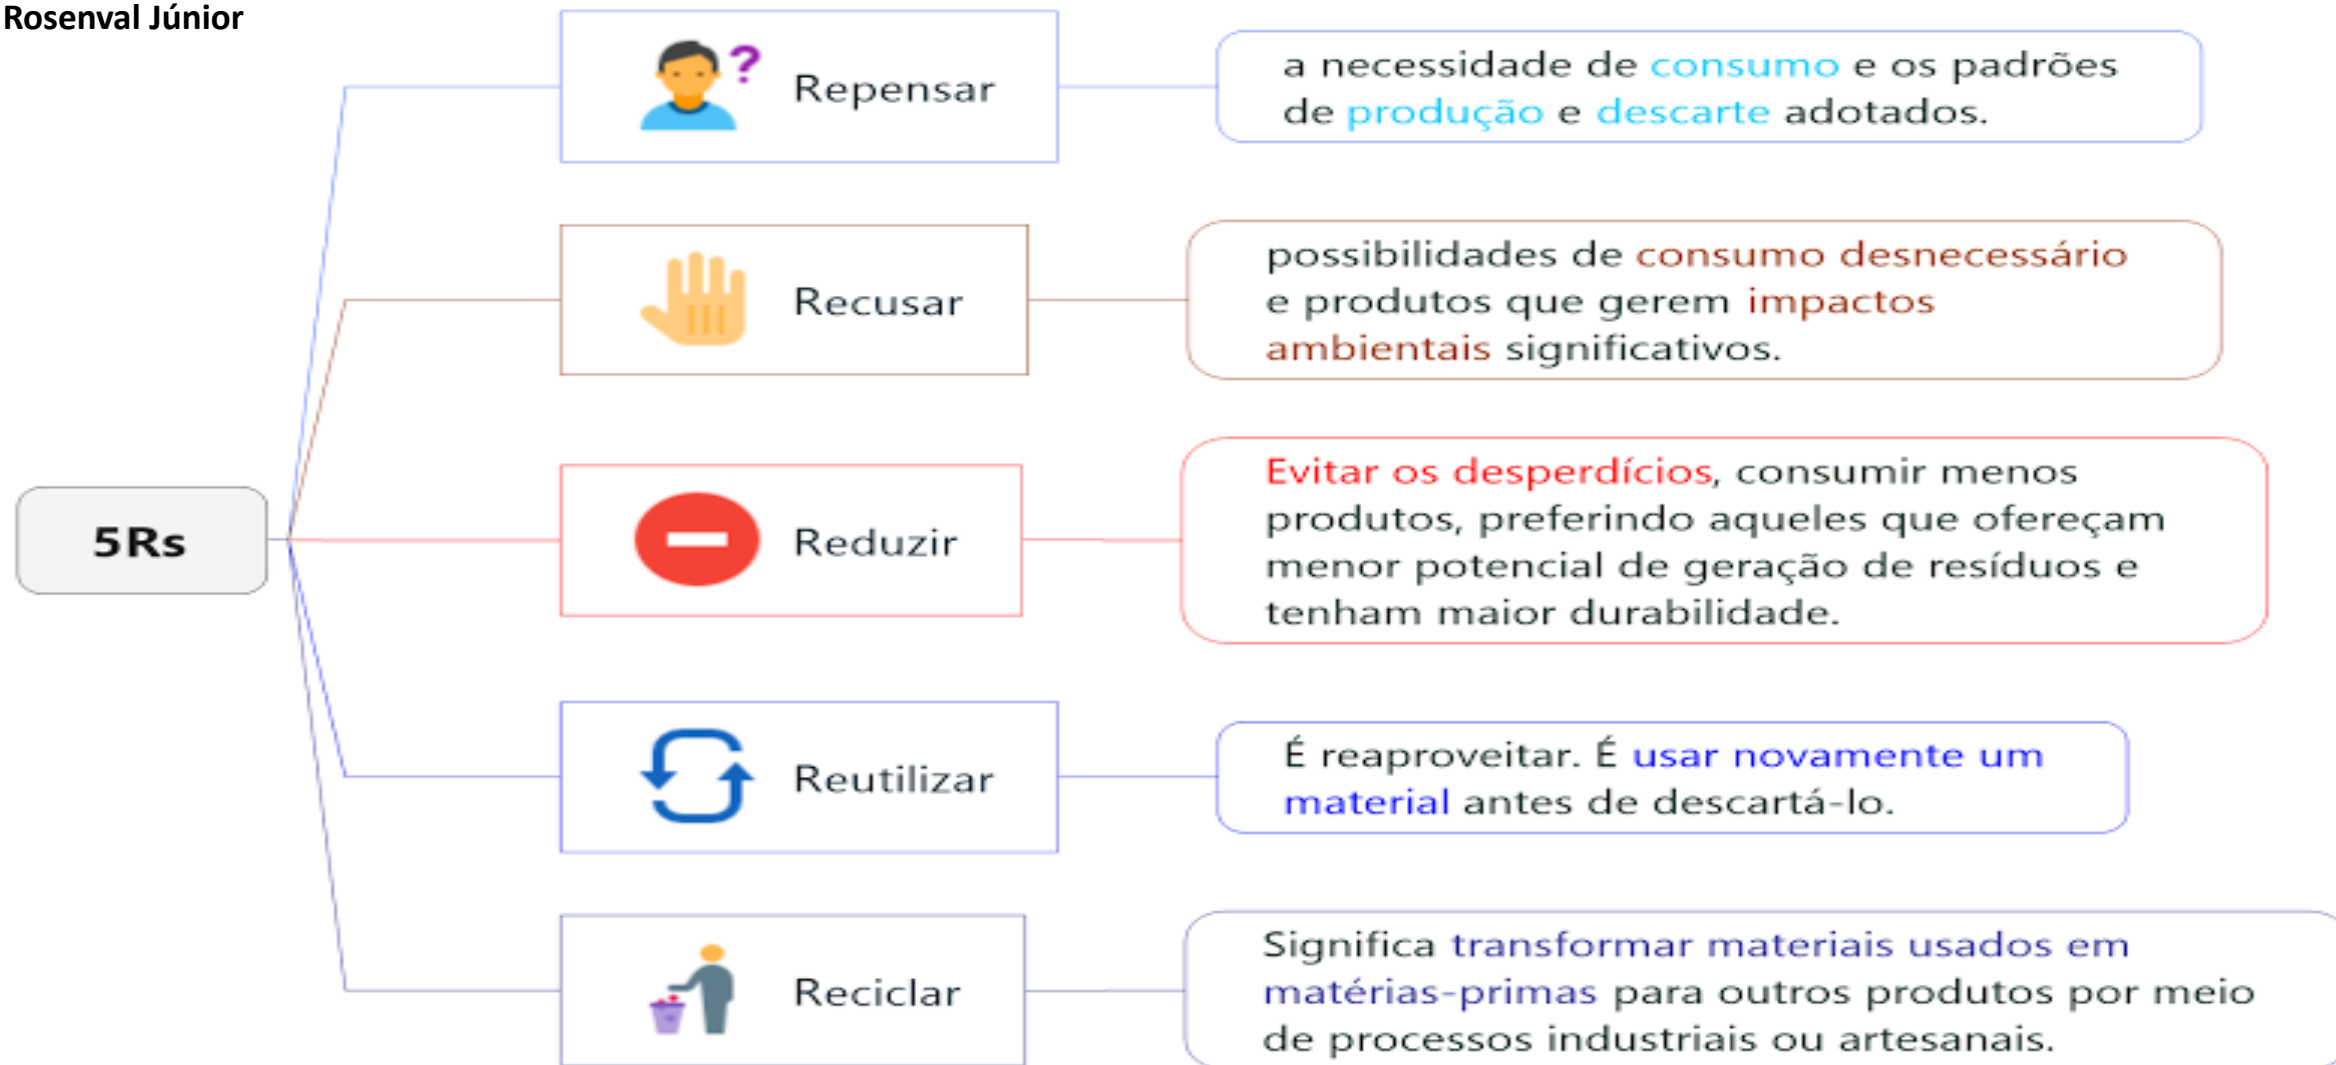 Rosenval Júnior
Repensar
a necessidade de consumo e os padrões
de produção e descarte adotados.
Recusar
possibilidades de consumo desnecessário
e produtos que gerem impactos
ambientais significativos.
5Rs
Reduzir
Evitar os desperdícios, consumir menos
produtos, preferindo aqueles que ofereçam
menor potencial de geração de resíduos e
tenham maior durabilidade.
Reutilizar
É reaproveitar. É usar novamente um
material antes de descartá-lo.
Reciclar
Significa transformar materiais usados em
matérias-primas para outros produtos por meio
de processos industriais ou artesanais.